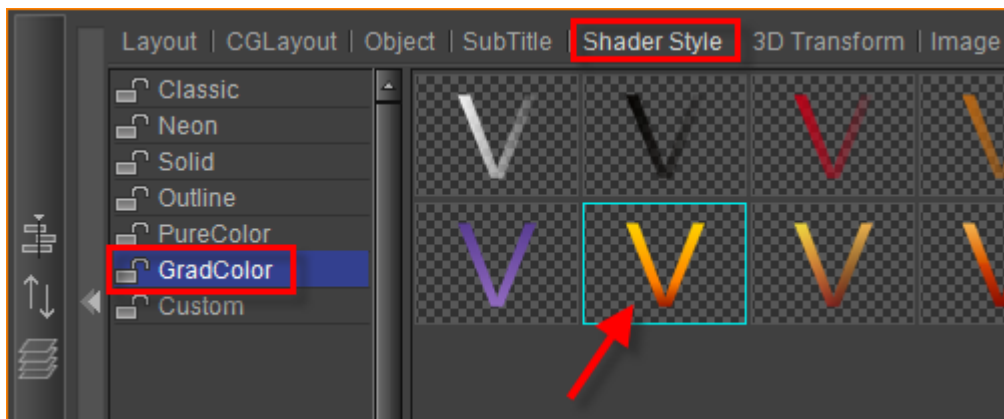 Layout | CGLayout | Object | SubTitle | Shader Style | 3D Transform | Image
Classic
Neon
Solid
Outline
PureColor
GradColor
Custom
V V V V
V V V V